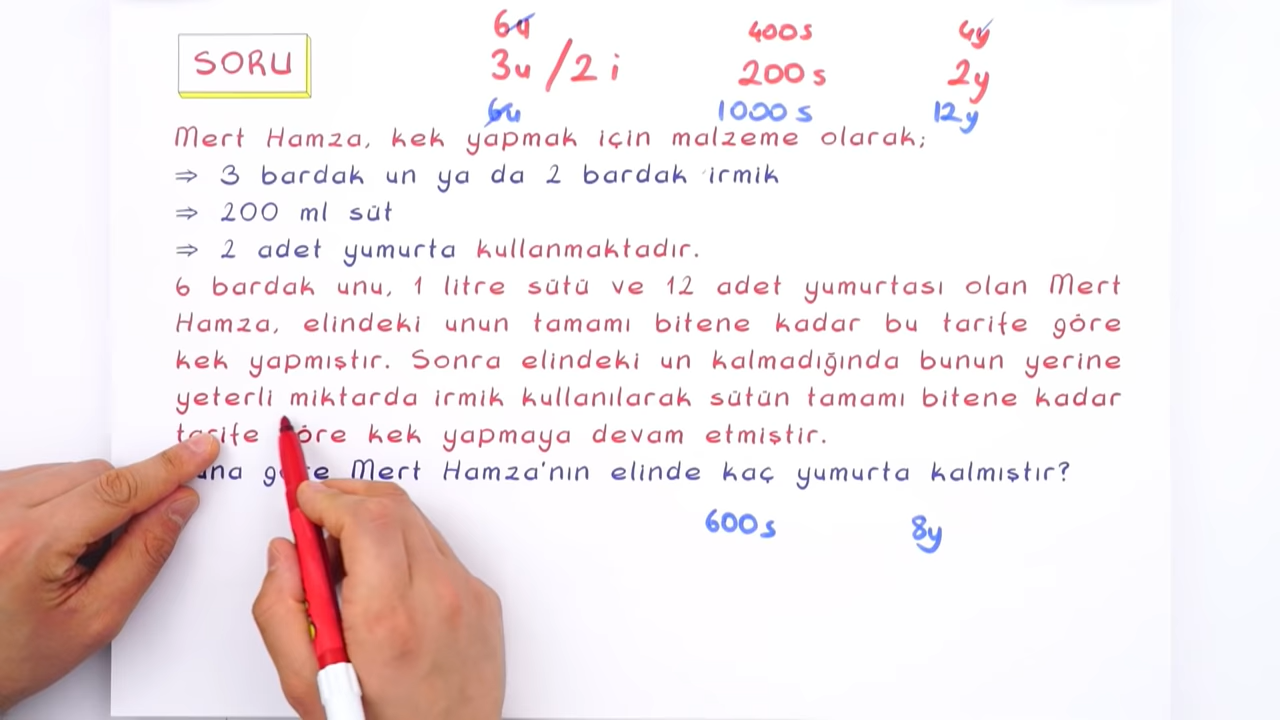 6u 400s 4y
SORU 3u / 2 i 200 s 2y
6u 1000 s 12y
Mert Hamza, kek yapmak için malzeme olarak;
⇒ 3 bardak un ya da 2 bardak irmik
⇒ 200 ml süt
⇒ 2 adet yumurta kullanmaktadır.
6 bardak unu, 1 litre sütü ve 12 adet yumurtası olan Mert
Hamza, elindeki unun tamamı bitene kadar bu tarife göre
kek yapmıştır. Sonra elindeki un kalmadığında bunun yerine
yeterli miktarda irmik kullanılarak sütün tamamı bitene kadar
tarife göre kek yapmaya devam etmiştir.
Mert Hamza'nın elinde kaç yumurta kalmıştır?
600s 8y